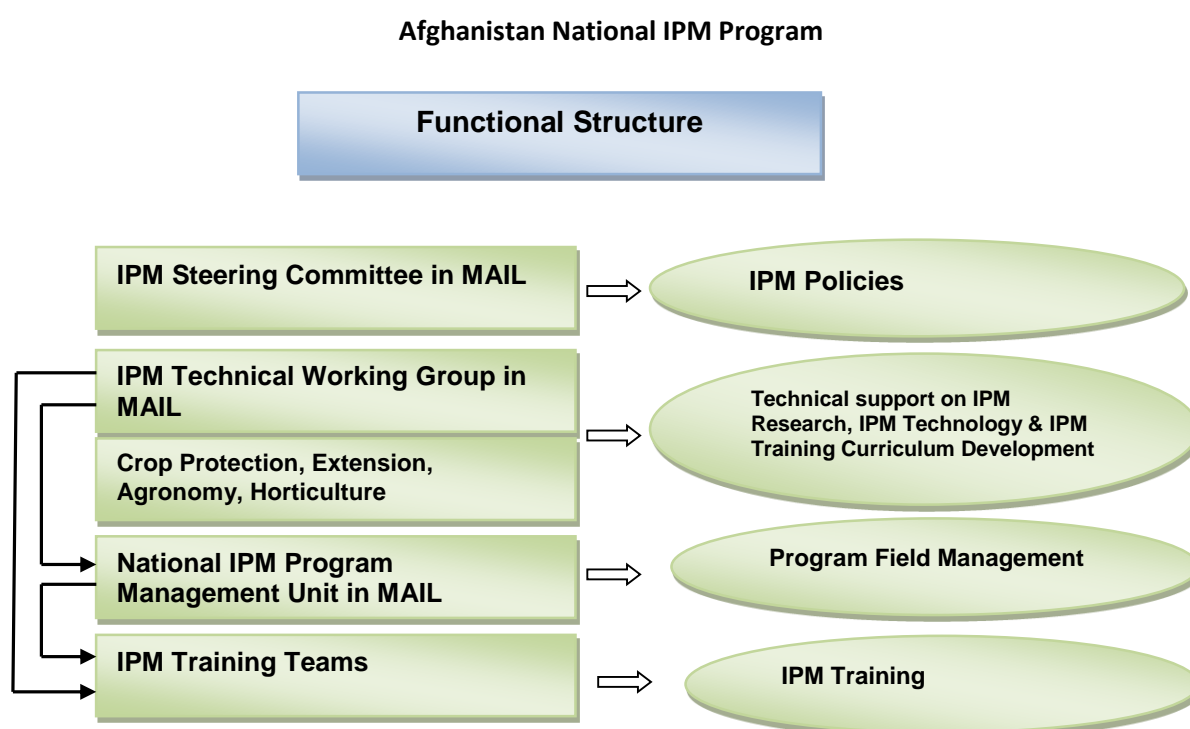 Afghanistan National IPM Program
Functional Structure
IPM Steering Committee in MAIL
IPM Policies
IPM Technical Working Group in
MAIL
Crop Protection, Extension,
Agronomy, Horticulture
Technical support on IPM
Research, IPM Technology & IPM
Training Curriculum Development
National IPM Program
Management Unit in MAIL
Program Field Management
IPM Training Teams
IPM Training